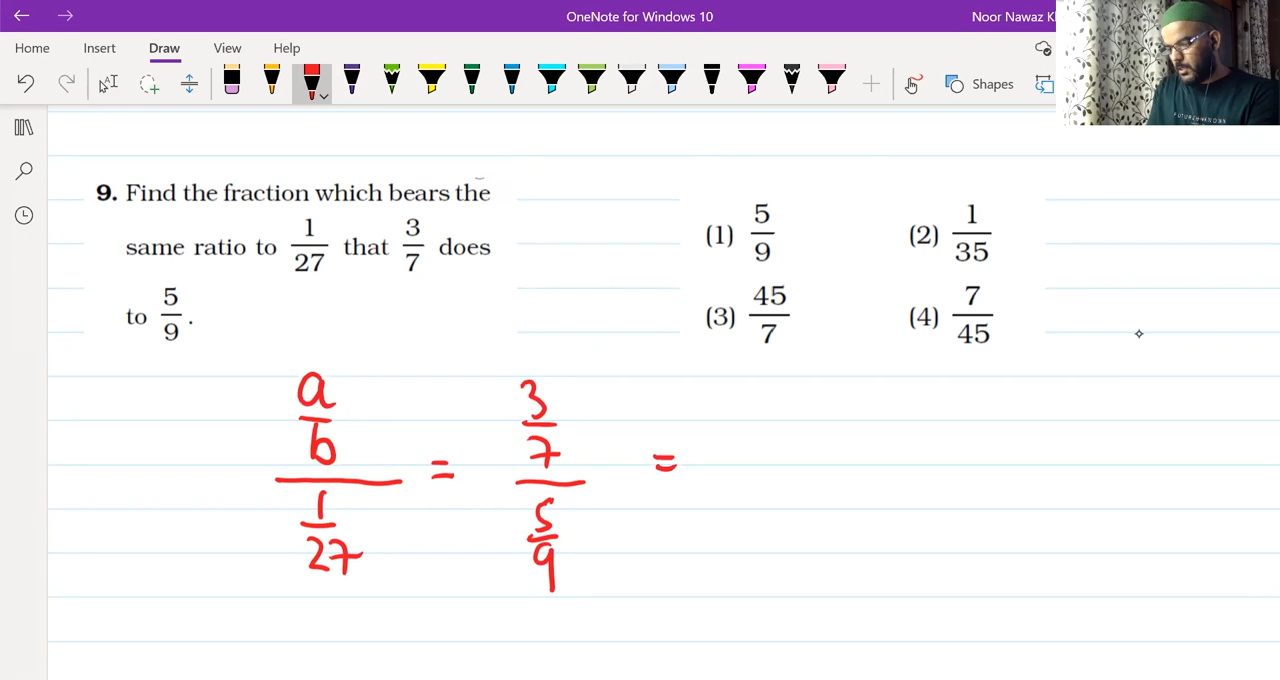 OneNote for Windows 10
Noor Nawaz Kh
Home Insert Draw View Help
Shapes
9. Find the fraction which bears the
same ratio to 1/27 that 3/7 does
to 5/9.
(1) 5/9 (2) 1/35
(3) 45/7 (4) 7/45
a/b / 1/27 = 3/7 / 5/9 =